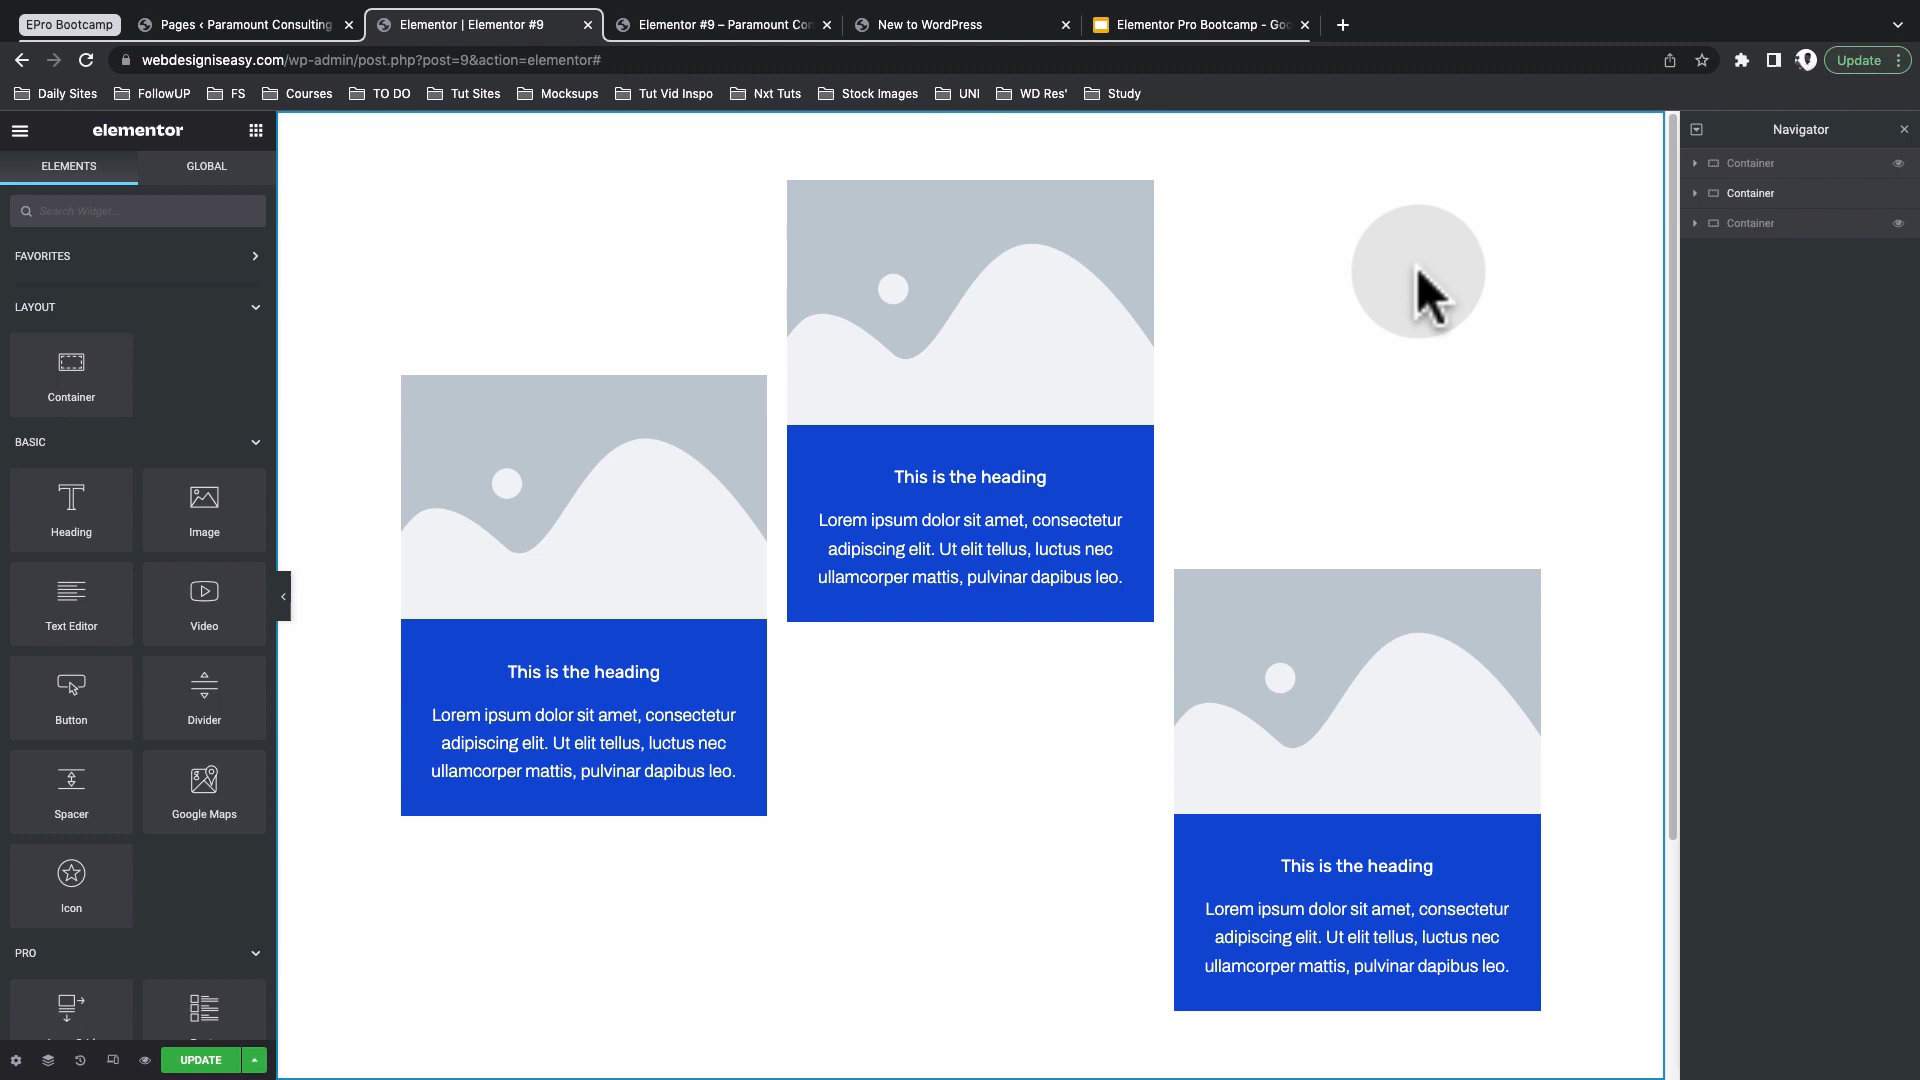 EPro Bootcamp
Pages ‹ Paramount Consulting
Elementor | Elementor #9
Elementor #9 – Paramount Con
New to WordPress
Elementor Pro Bootcamp - Goo
webdesigniseasy.com/wp-admin/post.php?post=9&action=elementor#
Update
Daily Sites
FollowUP
FS
Courses
TO DO
Tut Sites
Mocksups
Tut Vid Inspo
Nxt Tuts
Stock Images
UNI
WD Res'
Study
elementor
ELEMENTS
GLOBAL
Search Widget...
FAVORITES
LAYOUT
Container
BASIC
Heading
Image
Text Editor
Video
Button
Divider
Spacer
Google Maps
Icon
PRO
UPDATE
This is the heading
Lorem ipsum dolor sit amet, consectetur
adipiscing elit. Ut elit tellus, luctus nec
ullamcorper mattis, pulvinar dapibus leo.
This is the heading
Lorem ipsum dolor sit amet, consectetur
adipiscing elit. Ut elit tellus, luctus nec
ullamcorper mattis, pulvinar dapibus leo.
This is the heading
Lorem ipsum dolor sit amet, consectetur
adipiscing elit. Ut elit tellus, luctus nec
ullamcorper mattis, pulvinar dapibus leo.
Navigator
Container
Container
Container